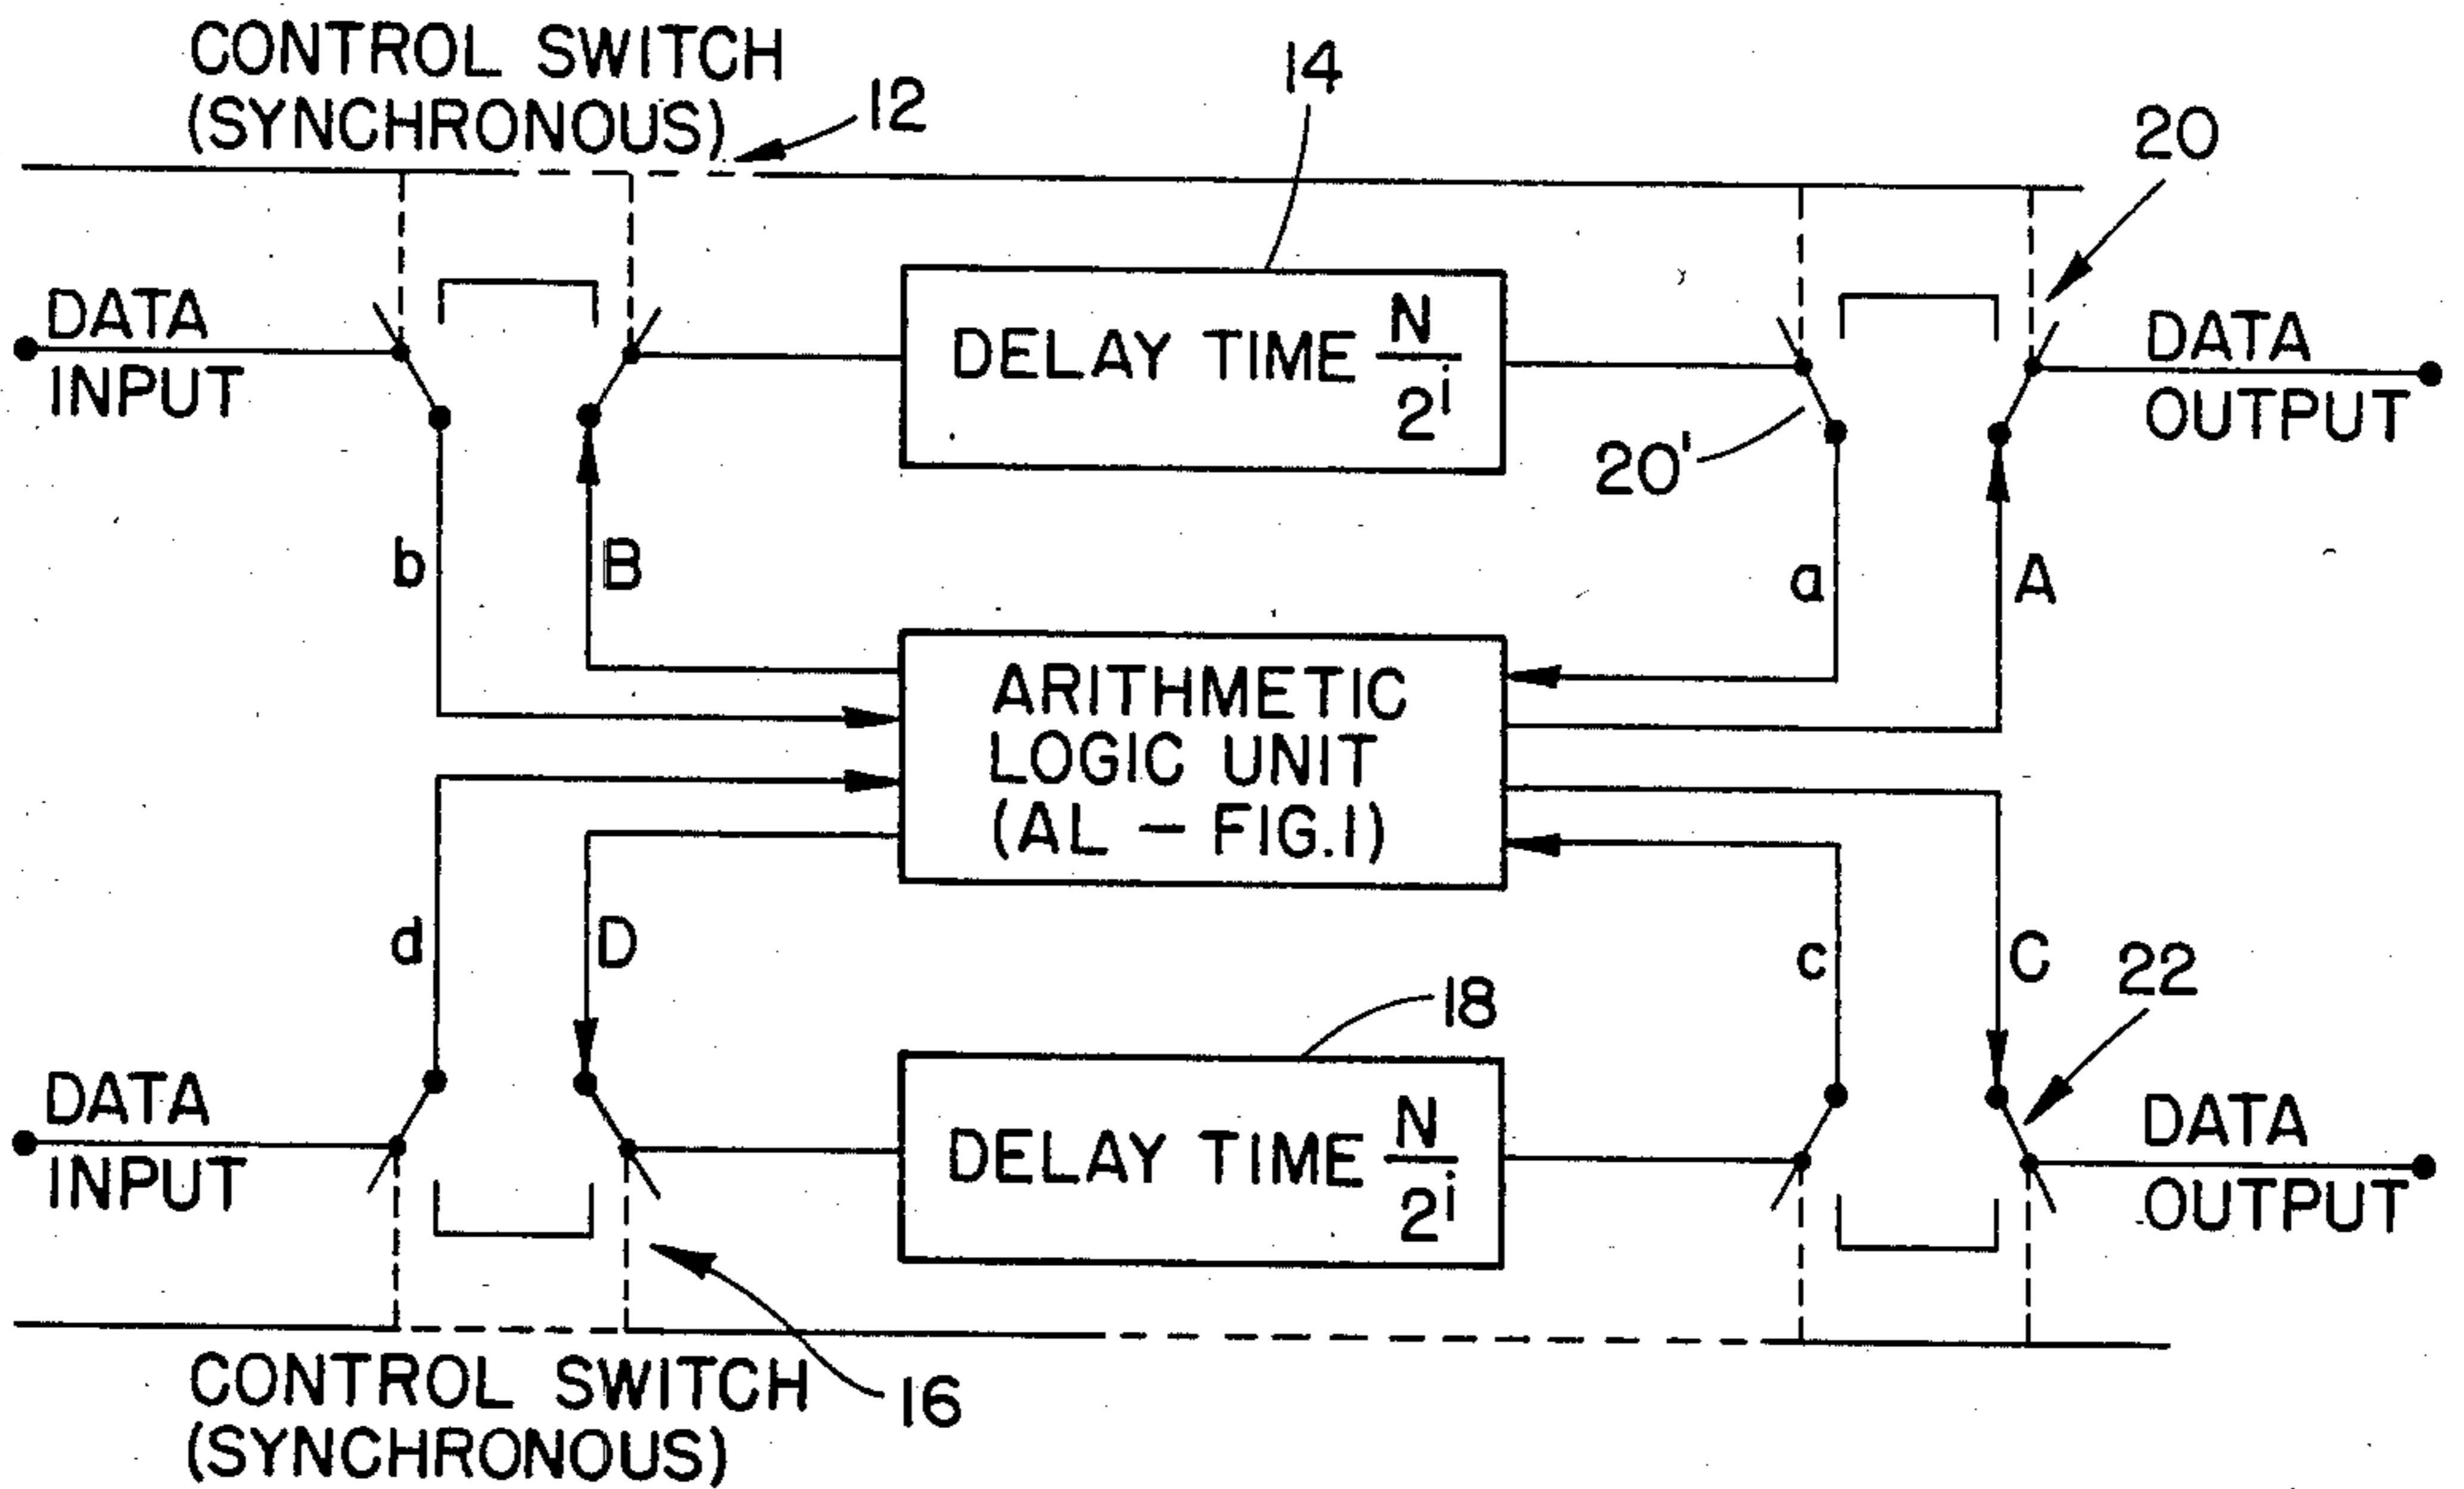 CONTROL SWITCH
(SYNCHRONOUS)
12
14
20
DATA
INPUT
DELAY TIME N/2^i
20'
DATA
OUTPUT
b
B
a
A
ARITHMETIC
LOGIC UNIT
(AL – FIG.1)
d
D
c
C
22
18
DATA
INPUT
DELAY TIME N/2^i
DATA
OUTPUT
16
CONTROL SWITCH
(SYNCHRONOUS)